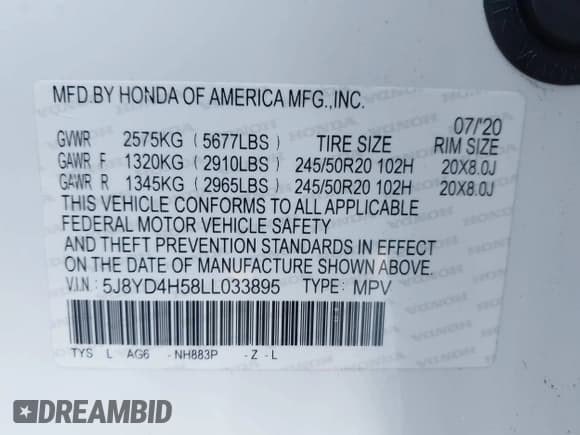 MFD.BY HONDA OF AMERICA MFG.,INC.
07/'20
GVWR 2575KG (5677LBS) TIRE SIZE RIM SIZE
GAWR F 1320KG (2910LBS) 245/50R20 102H 20X8.0J
GAWR R 1345KG (2965LBS) 245/50R20 102H 20X8.0J
THIS VEHICLE CONFORMS TO ALL APPLICABLE
FEDERAL MOTOR VEHICLE SAFETY
AND THEFT PREVENTION STANDARDS IN EFFECT
ON THE DATE OF MANUFACTURE SHOWN ABOVE.
V.I.N: 5J8YD4H58LL033895 TYPE: MPV
TYS L AG6 - NH883P - Z - L
DREAMBID